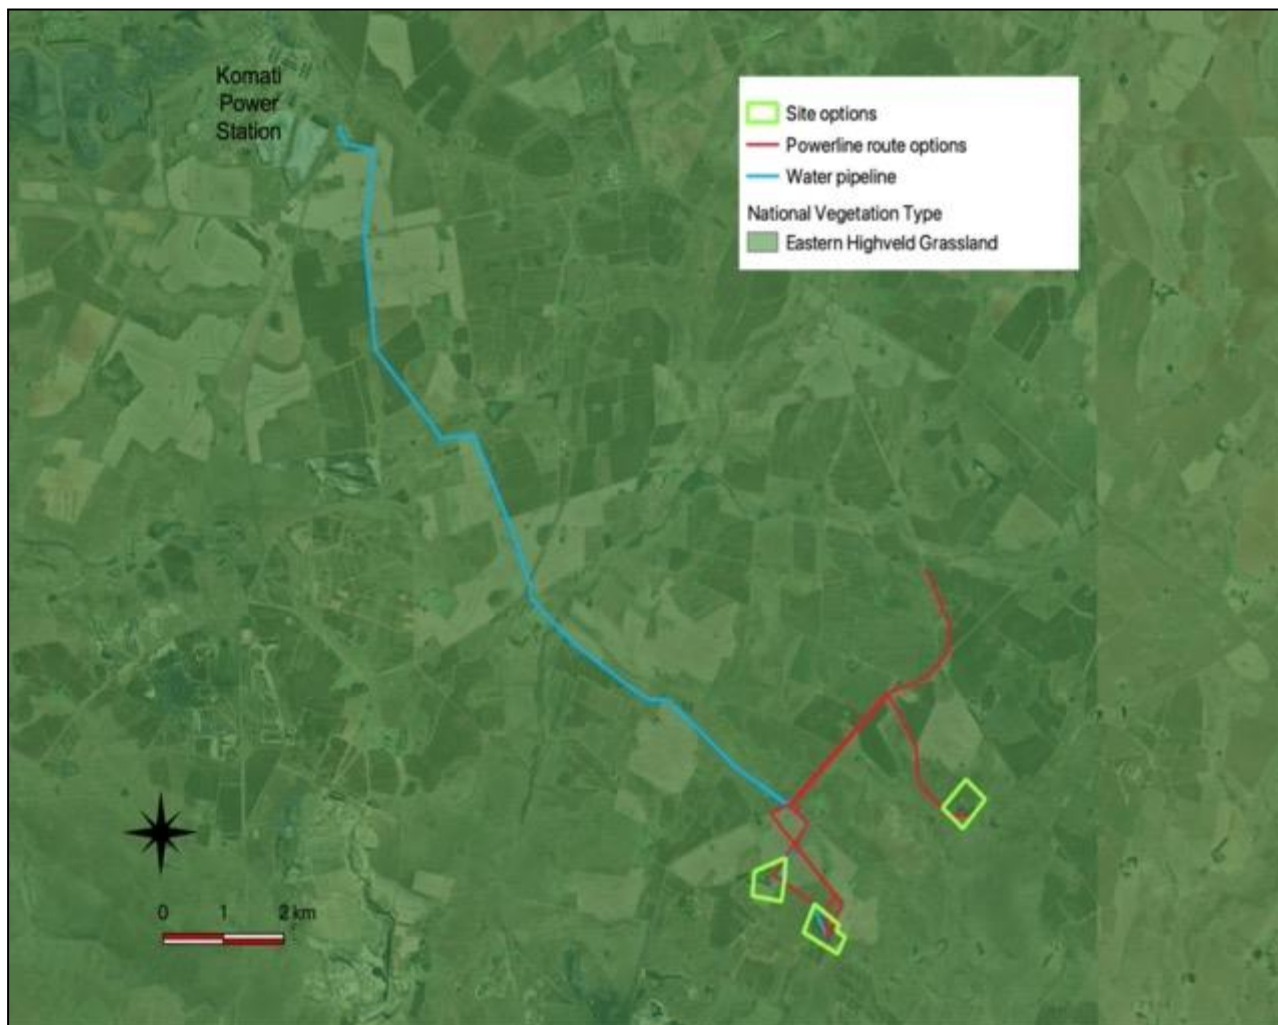 Komati
Power
Station
Site options
Powerline route options
Water pipeline
National Vegetation Type
Eastern Highveld Grassland
0 1 2 km